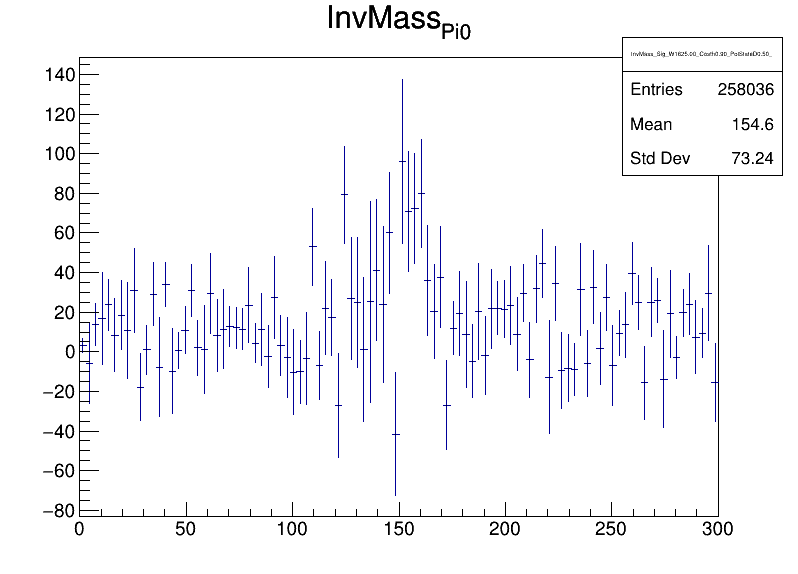 InvMass_Pi0
InvMass_Sig_W1625.00_Costh0.90_PolStateD0.50_
Entries 258036
Mean 154.6
Std Dev 73.24
140
120
100
80
60
40
20
0
−20
−40
−60
−80
0 50 100 150 200 250 300